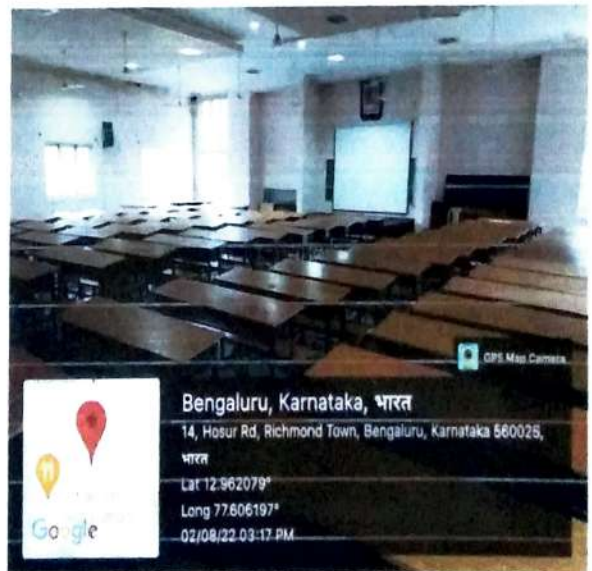 GPS Map Camera
Bengaluru, Karnataka, भारत
14, Hosur Rd, Richmond Town, Bengaluru, Karnataka 560025,
भारत
Lat 12.962079°
Long 77.606197°
02/08/22 03:17 PM
Google